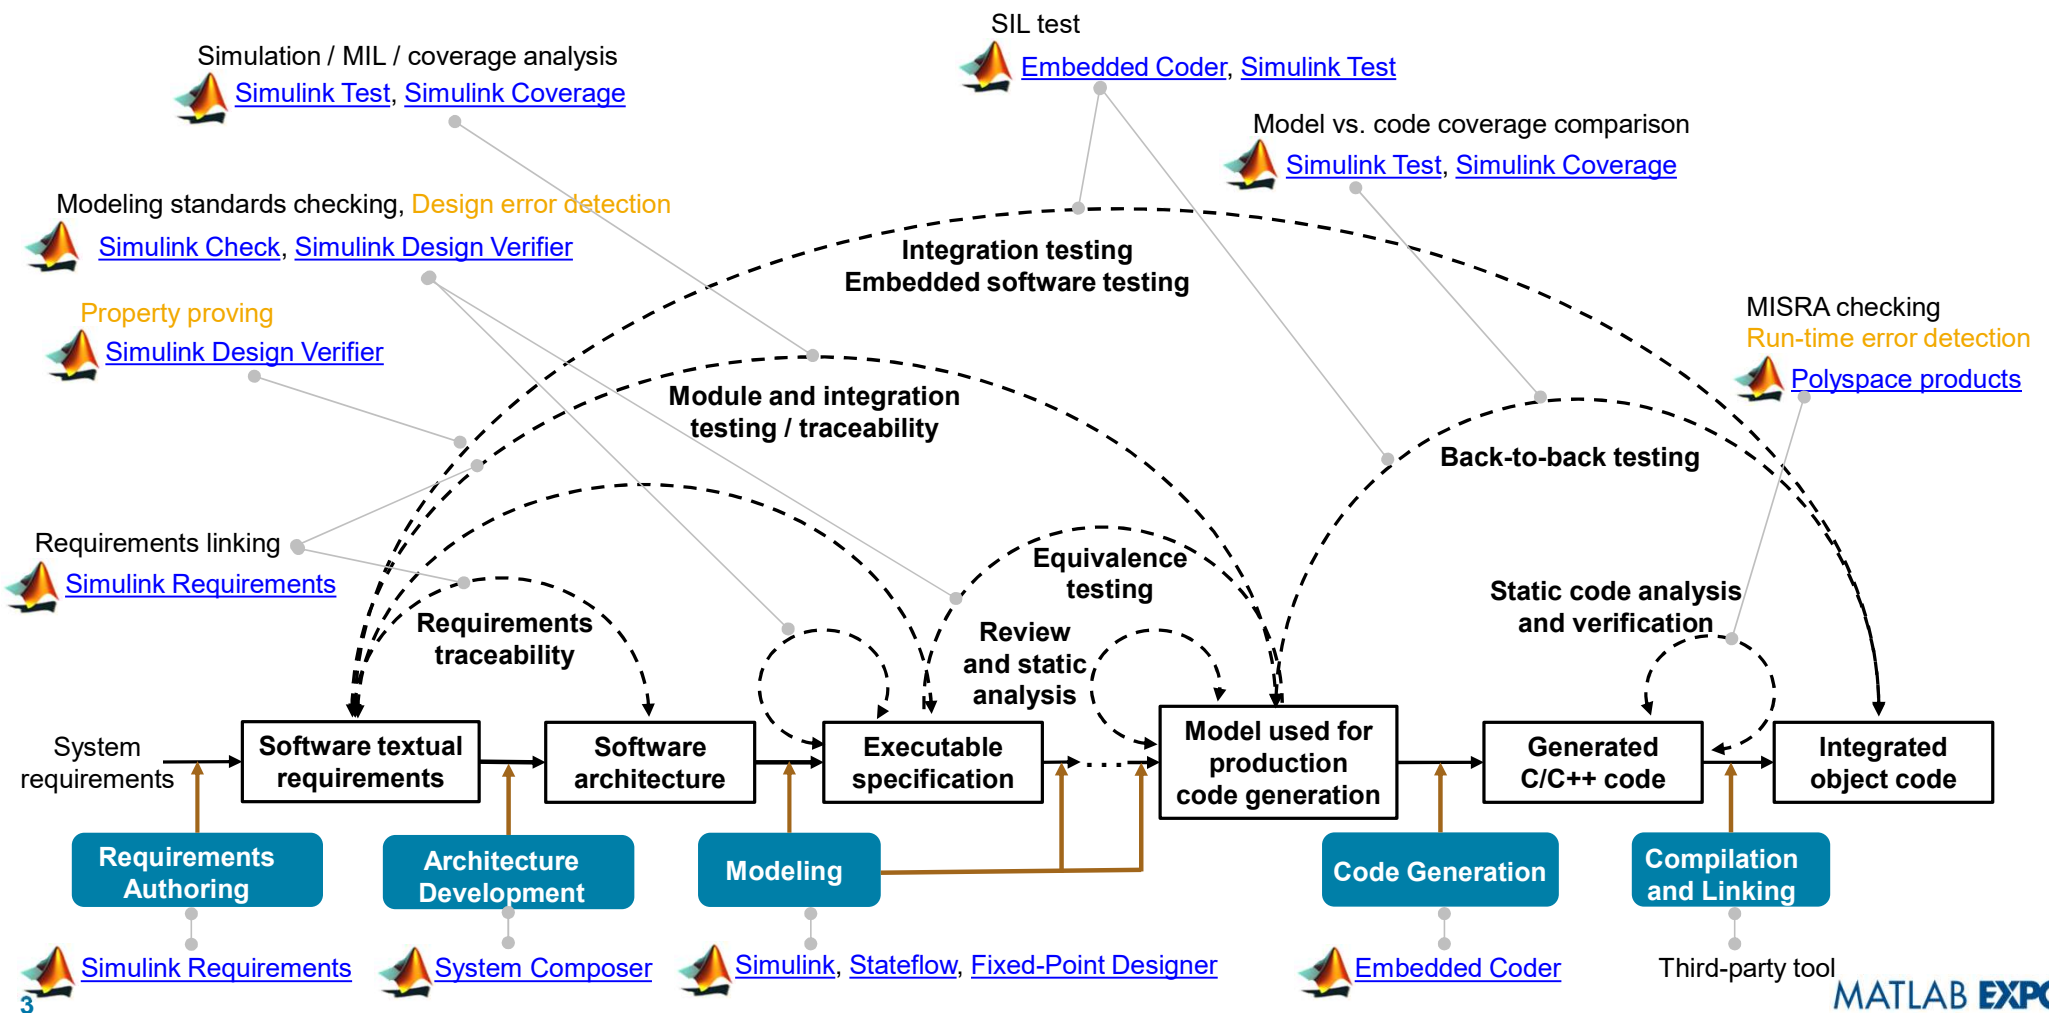 SIL test
Embedded Coder, Simulink Test
Simulation / MIL / coverage analysis
Simulink Test, Simulink Coverage
Model vs. code coverage comparison
Simulink Test, Simulink Coverage
Modeling standards checking, Design error detection
Simulink Check, Simulink Design Verifier
Integration testing
Embedded software testing
Property proving
Simulink Design Verifier
MISRA checking
Run-time error detection
Polyspace products
Module and integration
testing / traceability
Back-to-back testing
Requirements linking
Simulink Requirements
Equivalence
testing
Static code analysis
and verification
Requirements
traceability
Review
and static
analysis
System
requirements
Software textual
requirements
Software
architecture
Executable
specification
....
Model used for
production
code generation
Generated
C/C++ code
Integrated
object code
Requirements
Authoring
Architecture
Development
Modeling
Code Generation
Compilation
and Linking
Simulink Requirements
System Composer
Simulink, Stateflow, Fixed-Point Designer
Embedded Coder
Third-party tool
3
MATLAB EXPO